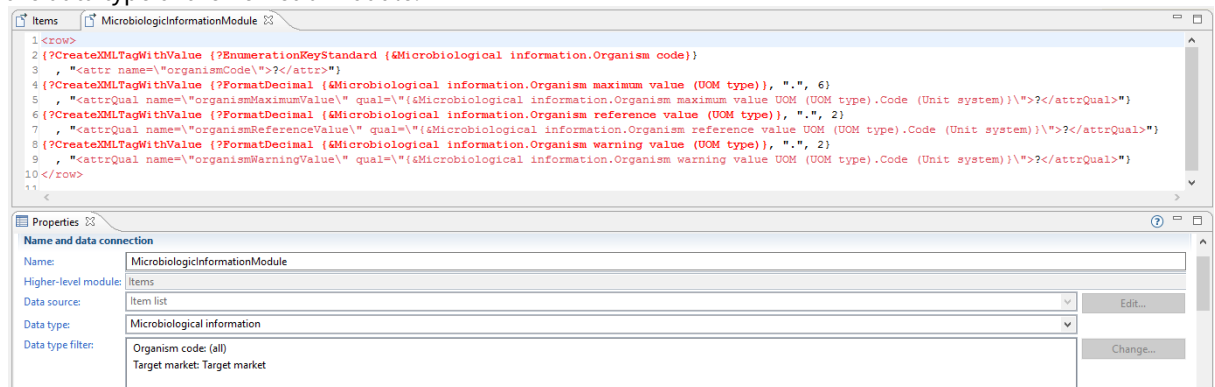 Items MicrobiologicInformationModule
1 <row>
2 {?CreateXMLTagWithValue {?EnumerationKeyStandard {&Microbiological information.Organism code}}
3 , "<attr name=\"organismCode\">?</attr>"}
4 {?CreateXMLTagWithValue {?FormatDecimal {&Microbiological information.Organism maximum value (UOM type)}, ".", 6}
5 , "<attrQual name=\"organismMaximumValue\" qual=\"{&Microbiological information.Organism maximum value UOM (UOM type).Code (Unit system)}\">?</attrQual>"}
6 {?CreateXMLTagWithValue {?FormatDecimal {&Microbiological information.Organism reference value (UOM type)}, ".", 2}
7 , "<attrQual name=\"organismReferenceValue\" qual=\"{&Microbiological information.Organism reference value UOM (UOM type).Code (Unit system)}\">?</attrQual>"}
8 {?CreateXMLTagWithValue {?FormatDecimal {&Microbiological information.Organism warning value (UOM type)}, ".", 2}
9 , "<attrQual name=\"organismWarningValue\" qual=\"{&Microbiological information.Organism warning value UOM (UOM type).Code (Unit system)}\">?</attrQual>"}
10 </row>
11
Properties
Name and data connection
Name: MicrobiologicInformationModule
Higher-level module: Items
Data source: Item list Edit...
Data type: Microbiological information
Data type filter: Organism code: (all) Change...
Target market: Target market